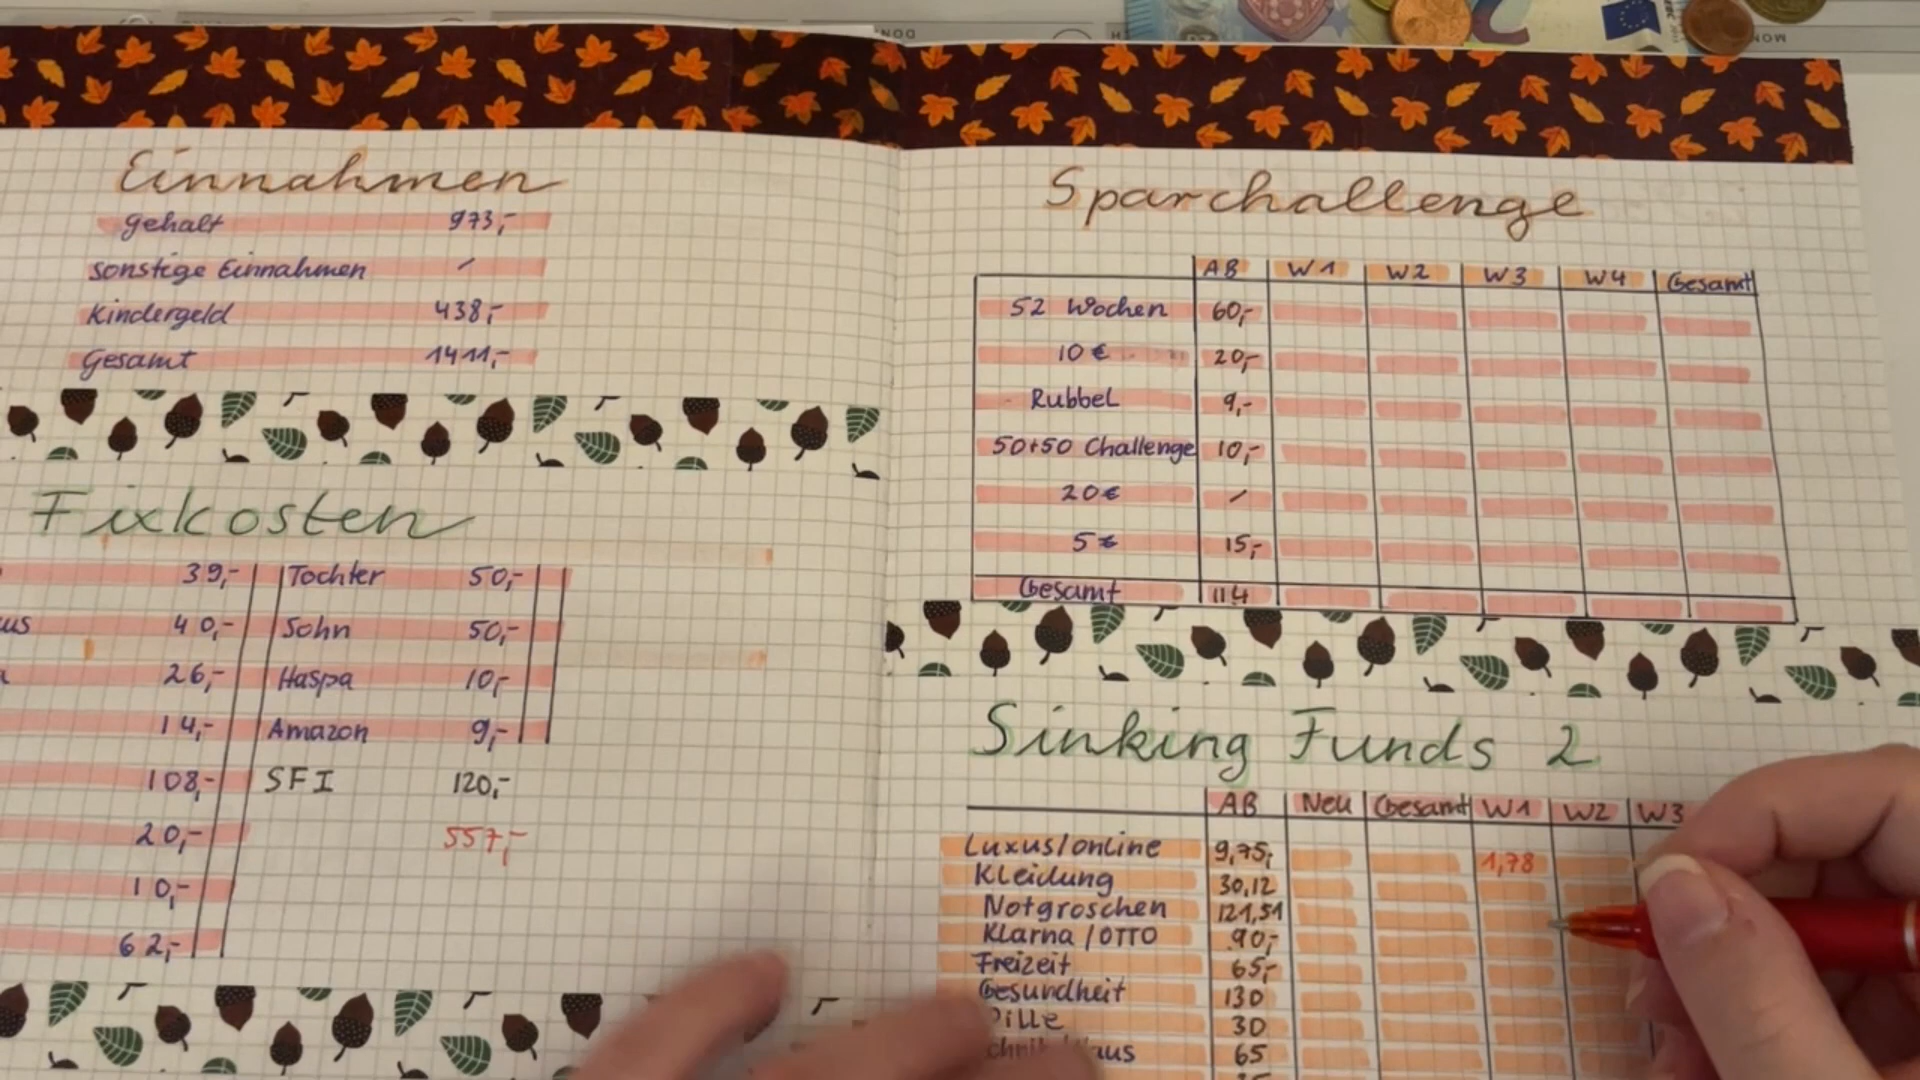 Einnahmen
Gehalt 973,-
sonstige Einnahmen /
Kindergeld 438,-
Gesamt 1411,-
Fixkosten
39,- Tochter 50,-
us 40,- Sohn 50,-
26,- Haspa 10,-
14,- Amazon 9,-
108,- SFI 120,-
20,- 557,-
10,-
62,-
Sparchallenge
AB W1 W2 W3 W4 Gesamt
52 Wochen 60,-
10€ 20,-
Rubbel 9,-
50+50 Challenge 10,-
20€ /
5€ 15,-
Gesamt 114
Sinking Funds 2
AB Neu Gesamt W1 W2 W3
Luxus/online 9,75,- 1,78
Kleidung 30,12
Notgroschen 121,51
Klarna/OTTO 90,-
Freizeit 65,-
Gesundheit 130
Pille 30
aus 65
MON